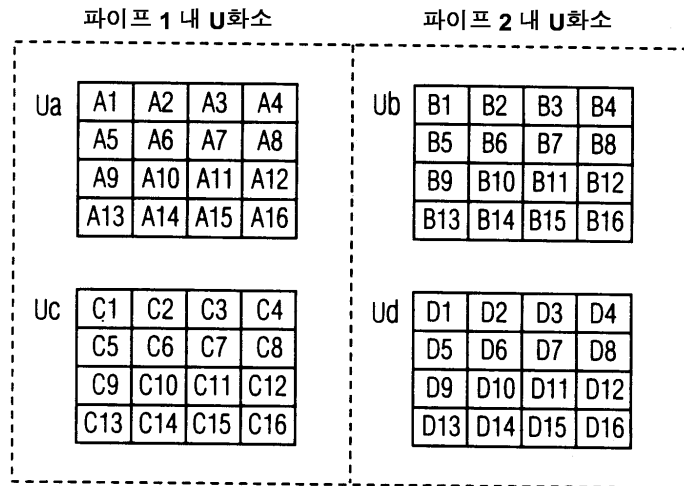 파이프 1 내 U화소 파이프 2 내 U화소
Ua A1 A2 A3 A4 Ub B1 B2 B3 B4
A5 A6 A7 A8 B5 B6 B7 B8
A9 A10 A11 A12 B9 B10 B11 B12
A13 A14 A15 A16 B13 B14 B15 B16
Uc C1 C2 C3 C4 Ud D1 D2 D3 D4
C5 C6 C7 C8 D5 D6 D7 D8
C9 C10 C11 C12 D9 D10 D11 D12
C13 C14 C15 C16 D13 D14 D15 D16